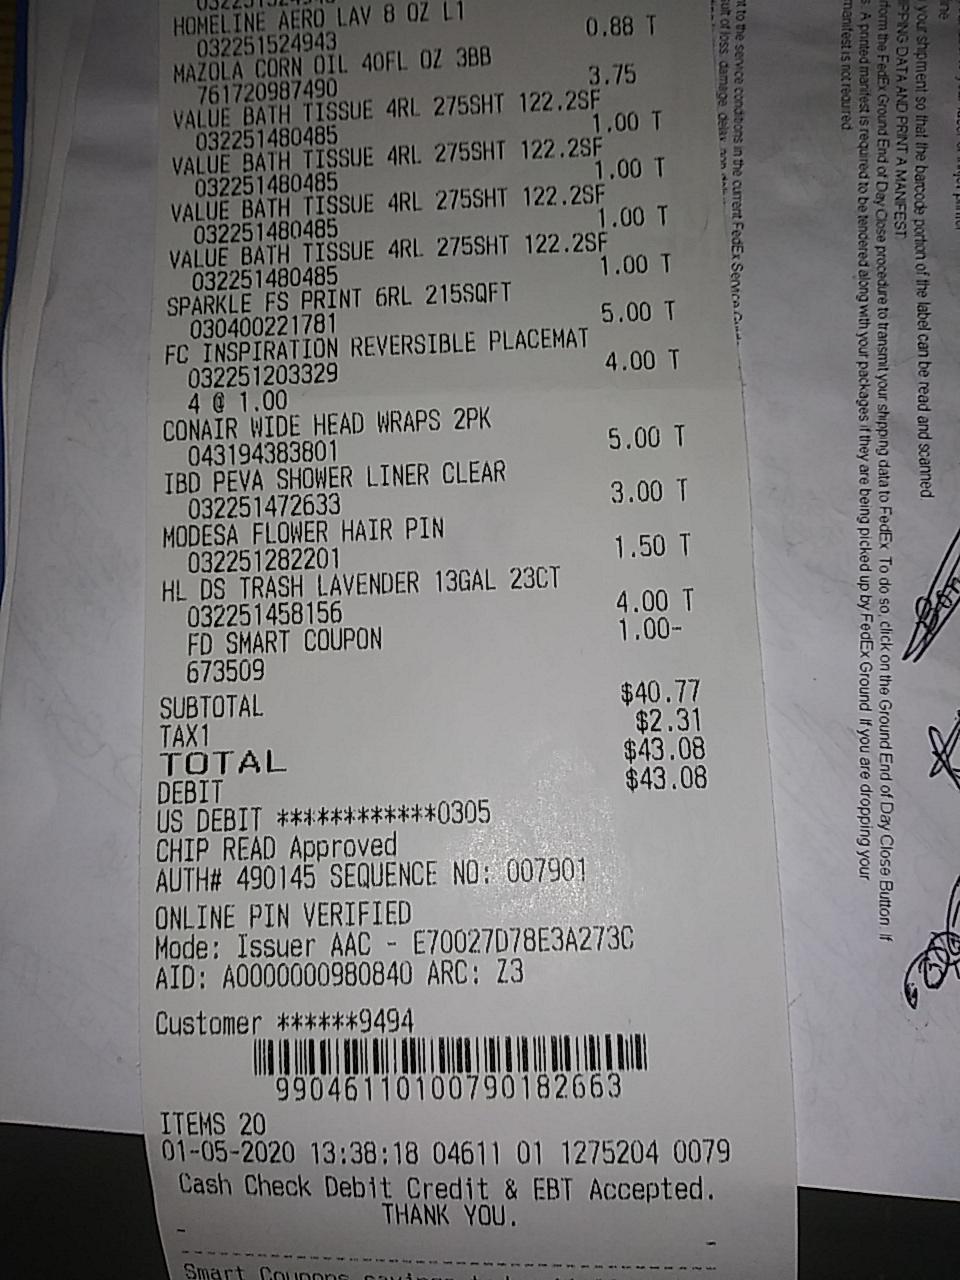 HOMELINE AERO LAV 8 OZ L1 0.88 T
032251524943
MAZOLA CORN OIL 40FL OZ 3BB 3.75
761720987490
VALUE BATH TISSUE 4RL 275SHT 122.2SF
032251480485 1.00 T
VALUE BATH TISSUE 4RL 275SHT 122.2SF
032251480485 1.00 T
VALUE BATH TISSUE 4RL 275SHT 122.2SF
032251480485 1.00 T
VALUE BATH TISSUE 4RL 275SHT 122.2SF
032251480485 1.00 T
SPARKLE FS PRINT 6RL 215SQFT
030400221781 5.00 T
FC INSPIRATION REVERSIBLE PLACEMAT
032251203329 4.00 T
4 @ 1.00
CONAIR WIDE HEAD WRAPS 2PK
043194383801 5.00 T
IBD PEVA SHOWER LINER CLEAR
032251472633 3.00 T
MODESA FLOWER HAIR PIN
032251282201 1.50 T
HL DS TRASH LAVENDER 13GAL 23CT
032251458156 4.00 T
FD SMART COUPON 1.00-
673509
SUBTOTAL $40.77
TAX1 $2.31
TOTAL $43.08
DEBIT $43.08
US DEBIT ************0305
CHIP READ Approved
AUTH# 490145 SEQUENCE NO: 007901
ONLINE PIN VERIFIED
Mode: Issuer AAC - E70027D78E3A273C
AID: A0000000980840 ARC: Z3
Customer ******9494
99046110100790182663
ITEMS 20
01-05-2020 13:38:18 04611 01 1275204 0079
Cash Check Debit Credit & EBT Accepted.
THANK YOU.
Smart Coupons
your shipment so that the barcode portion of the label can be read and scanned
PPING DATA AND PRINT A MANIFEST:
form the FedEx Ground End of Day Close procedure to transmit your shipping data to FedEx. To do so, click on the Ground End of Day Close Button. If
A printed manifest is required to be tendered along with your packages if they are being picked up by FedEx Ground. If you are dropping your
manifest is not required.
to the service conditions in the current FedEx Service
of loss, damage, delay,